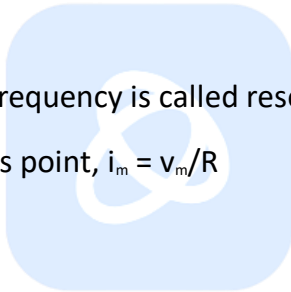 requency is called res
s point, iₘ = vₘ/R